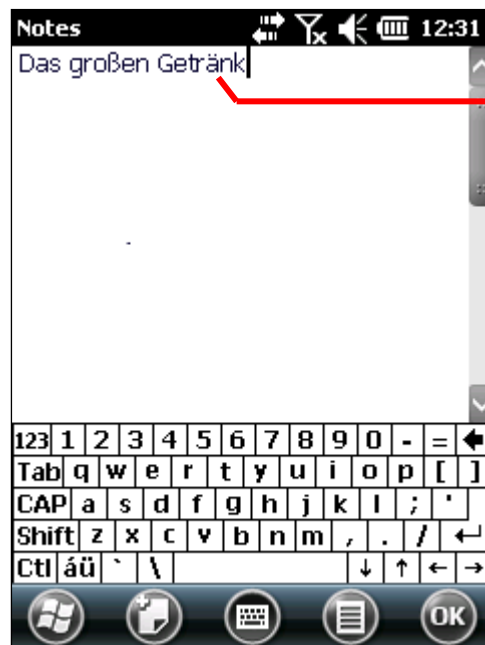 Notes 12:31
Das großen Getränk
123 1 2 3 4 5 6 7 8 9 0 - =
Tab q w e r t y u i o p [ ]
CAP a s d f g h j k l ; '
Shift z x c v b n m , . /
Ctl áü ` \
OK